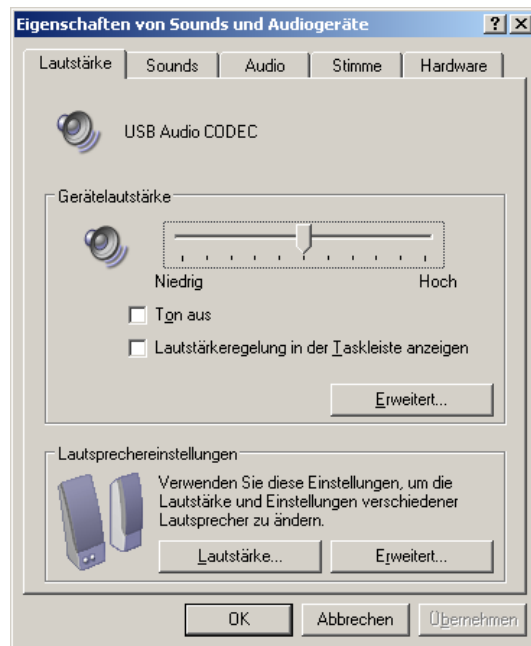 Eigenschaften von Sounds und Audiogeräte
Lautstärke Sounds Audio Stimme Hardware
USB Audio CODEC
Gerätelautstärke
Niedrig Hoch
Ton aus
Lautstärkeregelung in der Taskleiste anzeigen
Erweitert...
Lautsprechereinstellungen
Verwenden Sie diese Einstellungen, um die
Lautstärke und Einstellungen verschiedener
Lautsprecher zu ändern.
Lautstärke... Erweitert...
OK Abbrechen Übernehmen